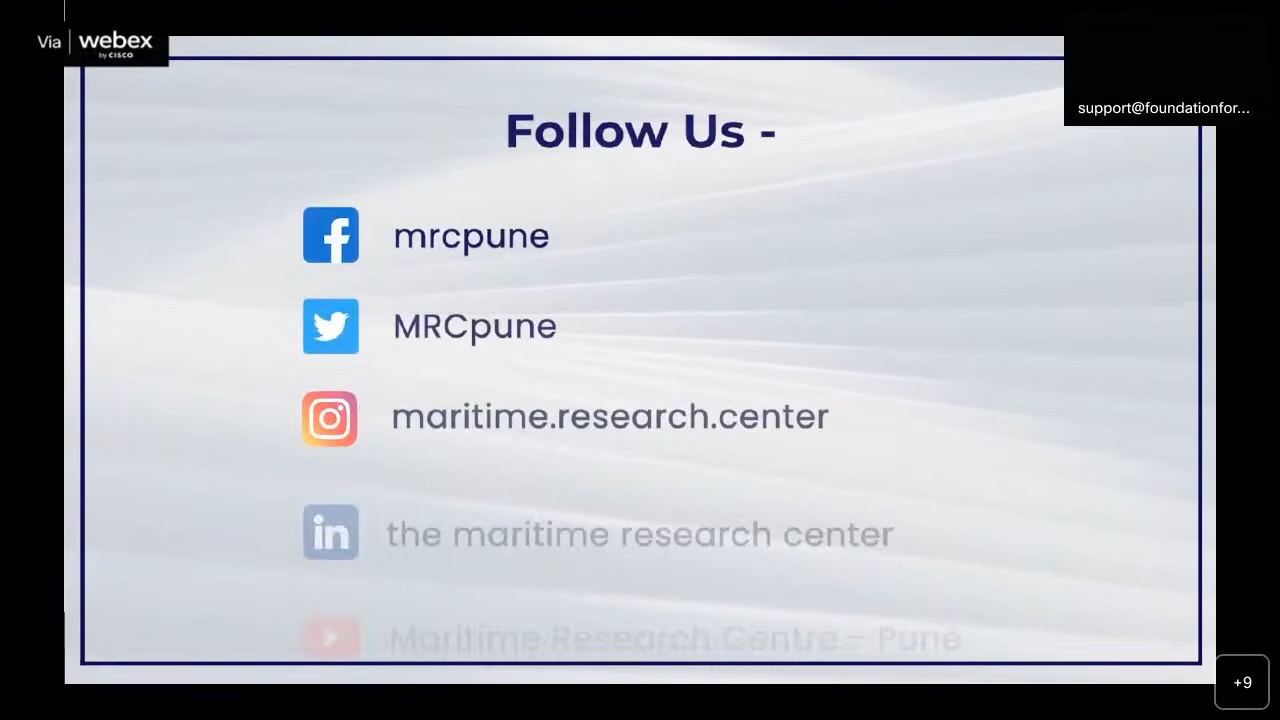 Via webex
by CISCO
support@foundationfor...
Follow Us -
mrcpune
MRCpune
maritime.research.center
in the maritime research center
Maritime Research Centre – Pune
+9